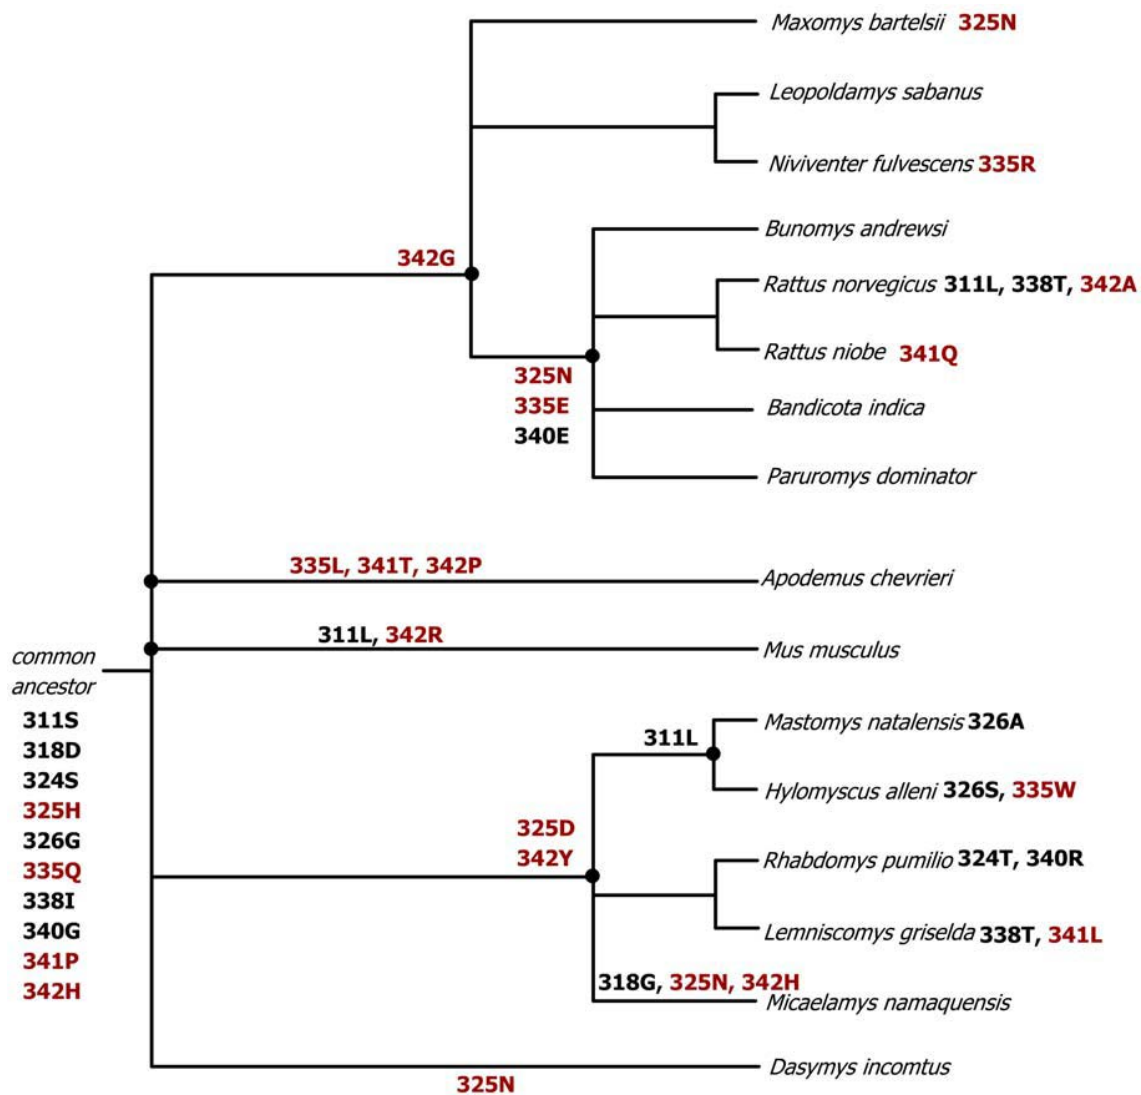 Maxomys bartelsii 325N
Leopoldamys sabanus
Niviventer fulvescens 335R
Bunomys andrewsi
342G
Rattus norvegicus 311L, 338T, 342A
Rattus niobe 341Q
325N
335E
340E
Bandicota indica
Paruromys dominator
335L, 341T, 342P
Apodemus chevrieri
311L, 342R
Mus musculus
common
ancestor
311S
318D
324S
325H
326G
335Q
338I
340G
341P
342H
311L
Mastomys natalensis 326A
Hylomyscus alleni 326S, 335W
325D
342Y
Rhabdomys pumilio 324T, 340R
Lemniscomys griselda 338T, 341L
318G, 325N, 342H
Micaelamys namaquensis
Dasymys incomtus
325N